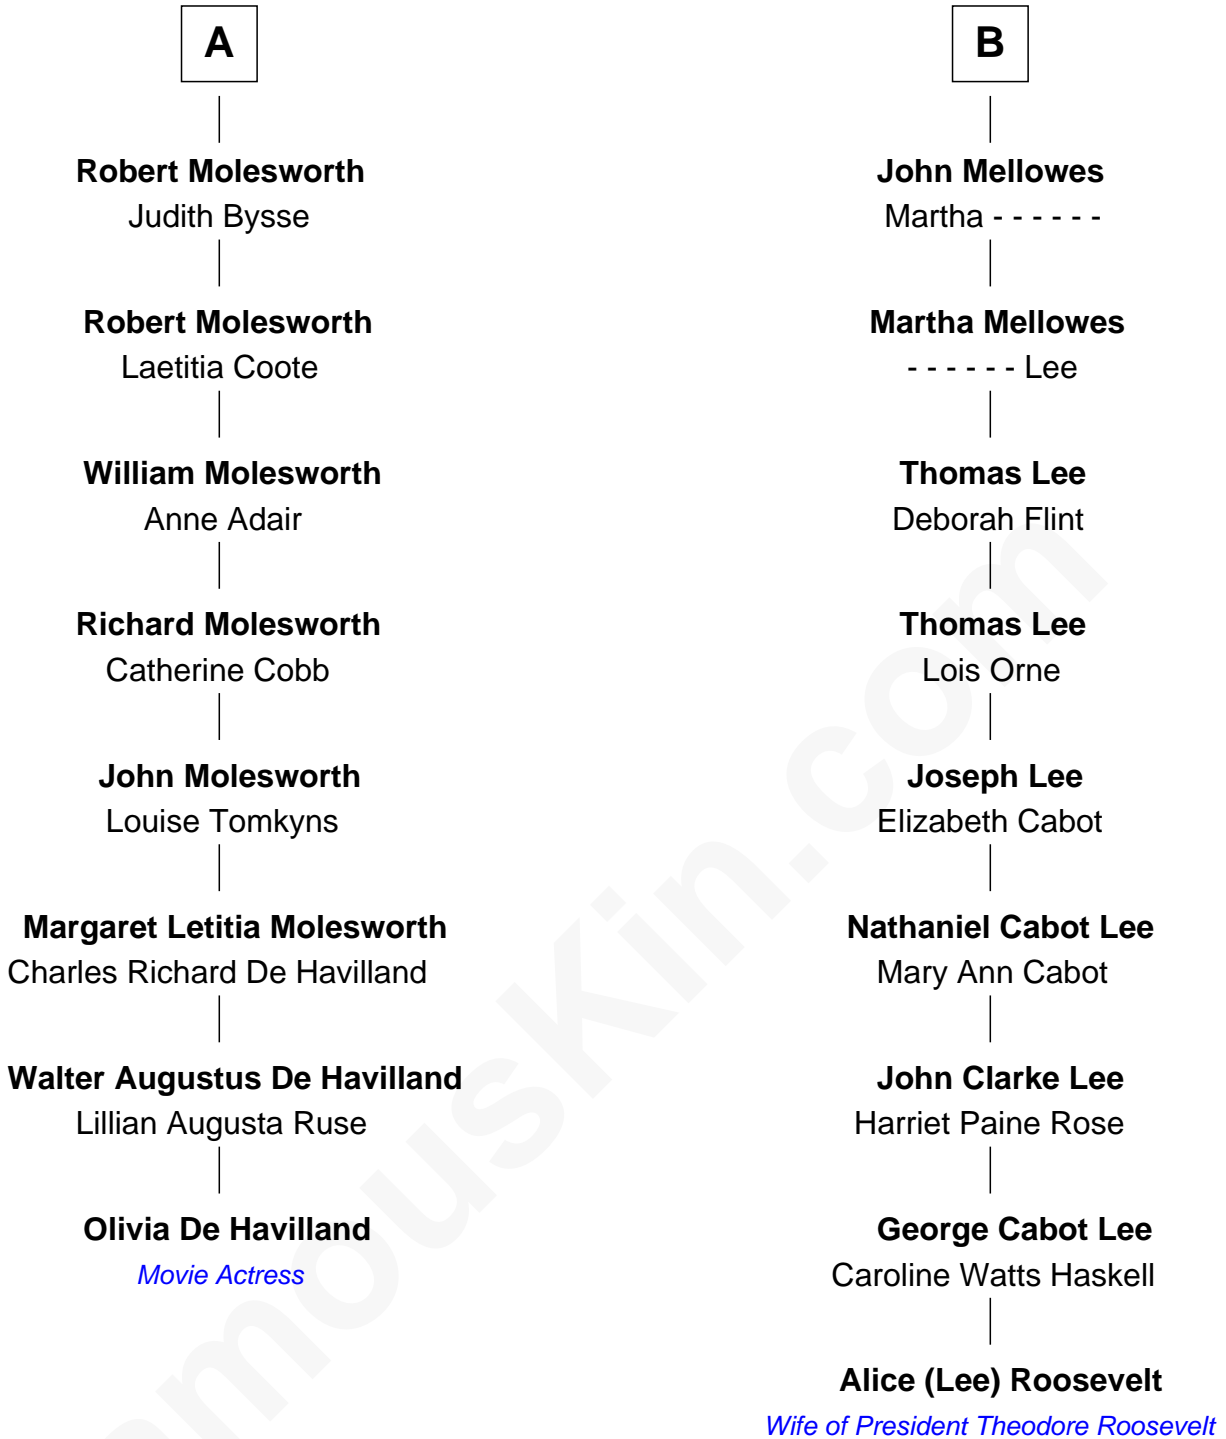 A
Robert Molesworth
Judith Bysse
Robert Molesworth
Laetitia Coote
William Molesworth
Anne Adair
Richard Molesworth
Catherine Cobb
John Molesworth
Louise Tomkyns
Margaret Letitia Molesworth
Charles Richard De Havilland
Walter Augustus De Havilland
Lillian Augusta Ruse
Olivia De Havilland
Movie Actress
B
John Mellowes
Martha - - - - - -
Martha Mellowes
- - - - - - Lee
Thomas Lee
Deborah Flint
Thomas Lee
Lois Orne
Joseph Lee
Elizabeth Cabot
Nathaniel Cabot Lee
Mary Ann Cabot
John Clarke Lee
Harriet Paine Rose
George Cabot Lee
Caroline Watts Haskell
Alice (Lee) Roosevelt
Wife of President Theodore Roosevelt
amouskin.com